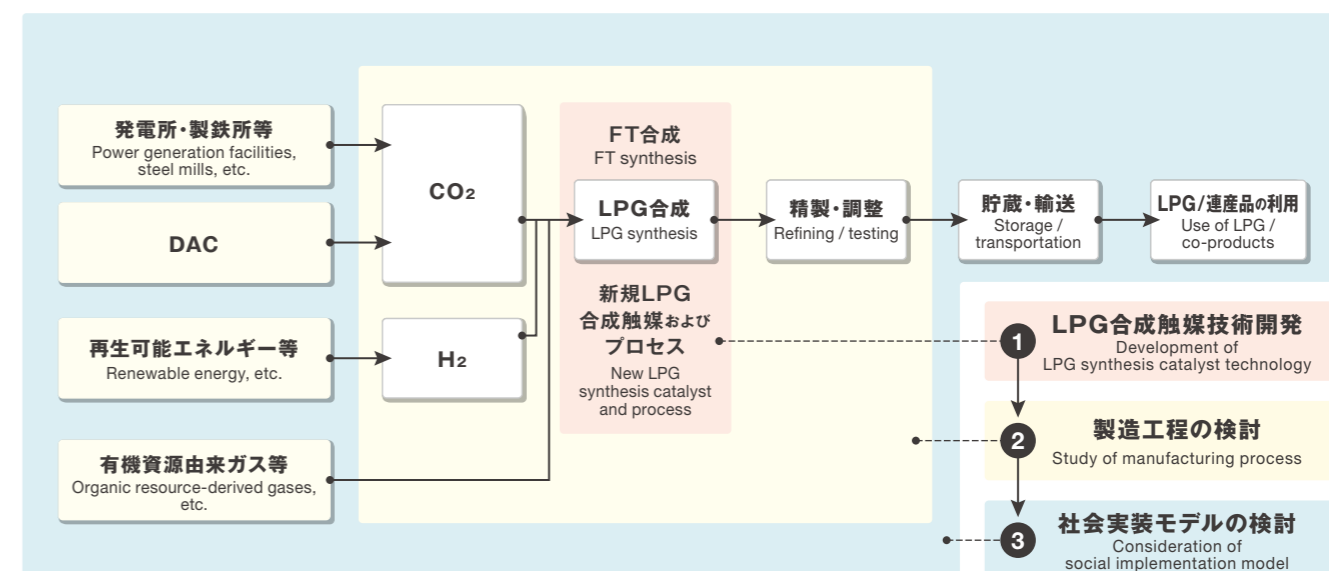 発電所・製鉄所等
Power generation facilities,
steel mills, etc.
DAC
再生可能エネルギー等
Renewable energy, etc.
有機資源由来ガス等
Organic resource-derived gases,
etc.
CO₂
H₂
FT合成
FT synthesis
LPG合成
LPG synthesis
新規LPG
合成触媒および
プロセス
New LPG
synthesis catalyst
and process
精製・調整
Refining / testing
貯蔵・輸送
Storage /
transportation
LPG/連産品の利用
Use of LPG /
co-products
1
LPG合成触媒技術開発
Development of
LPG synthesis catalyst technology
2
製造工程の検討
Study of manufacturing process
3
社会実装モデルの検討
Consideration of
social implementation model